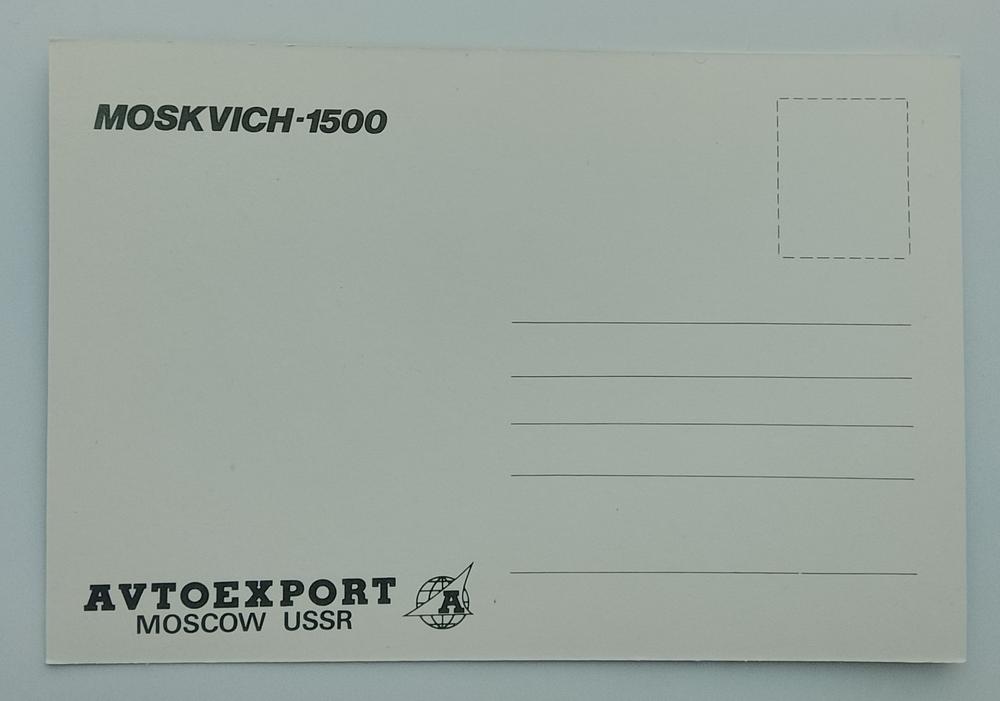 MOSKVICH-1500
AVTOEXPORT
A
MOSCOW USSR